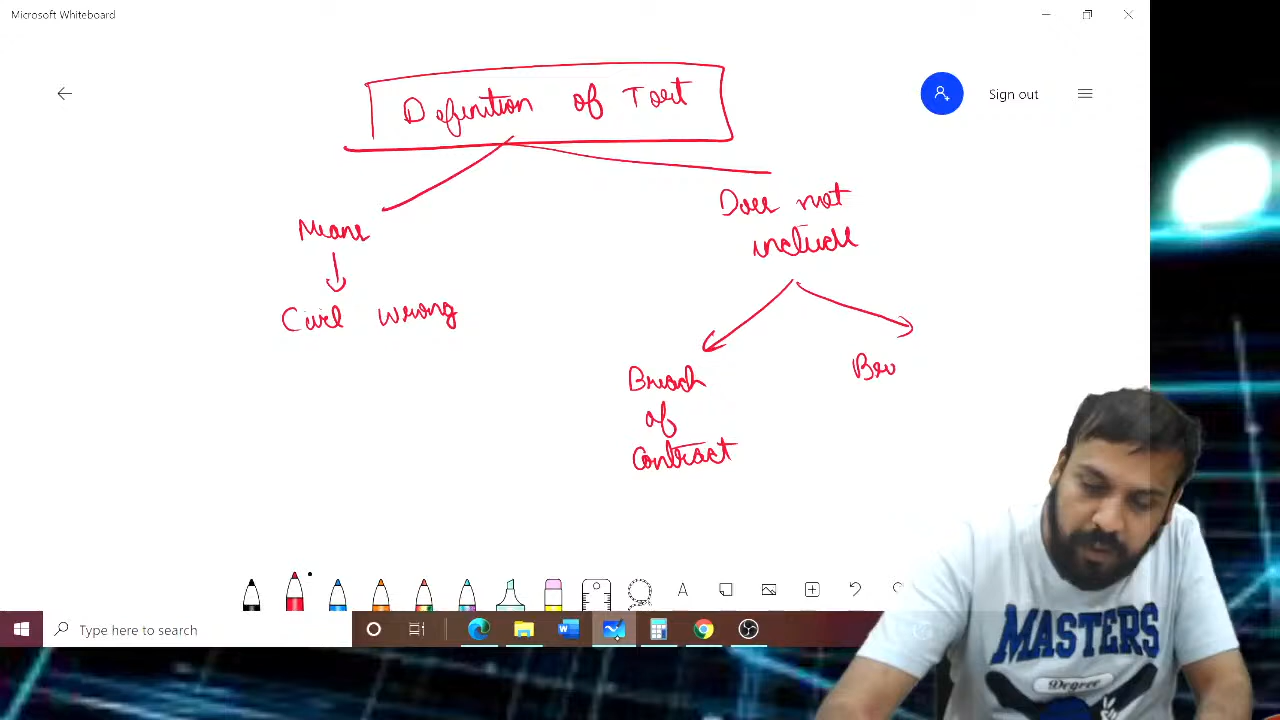 Microsoft Whiteboard
Sign out
Definition of Tort
Means
Civil wrong
Does not
include
Breach
of
Contract
Bre
Type here to search
MASTERS
Degree